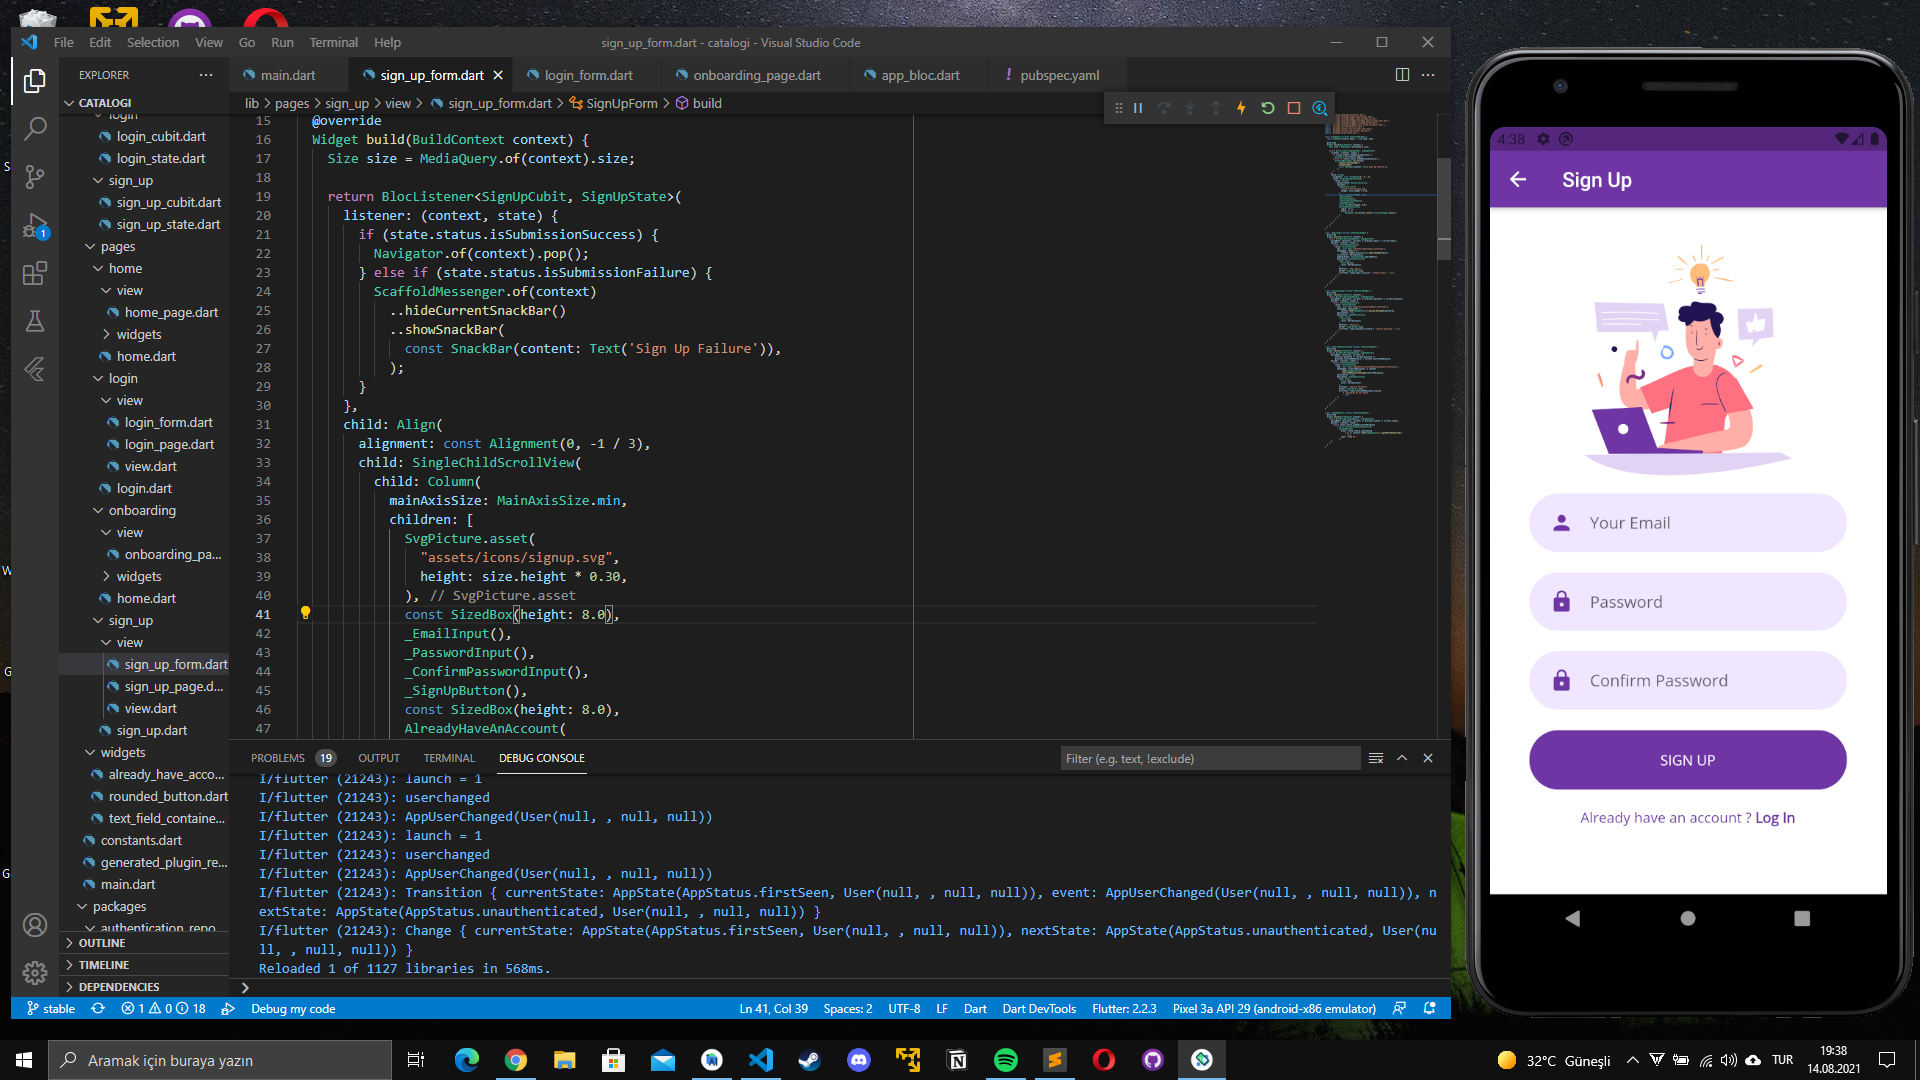 File Edit Selection View Go Run Terminal Help
sign_up_form.dart - catalogi - Visual Studio Code
EXPLORER
main.dart
sign_up_form.dart
login_form.dart
onboarding_page.dart
app_bloc.dart
! pubspec.yaml
lib > pages > sign_up > view > sign_up_form.dart > SignUpForm > build
CATALOGI
login
login_cubit.dart
login_state.dart
sign_up
sign_up_cubit.dart
sign_up_state.dart
pages
home
view
home_page.dart
widgets
home.dart
login
view
login_form.dart
login_page.dart
view.dart
login.dart
onboarding
view
onboarding_pa...
widgets
home.dart
sign_up
view
sign_up_form.dart
sign_up_page.d...
view.dart
sign_up.dart
widgets
already_have_acco...
rounded_button.dart
text_field_containe...
constants.dart
generated_plugin_re...
main.dart
packages
authentication_repo
OUTLINE
TIMELINE
DEPENDENCIES
1
15 @override
16 Widget build(BuildContext context) {
17 Size size = MediaQuery.of(context).size;
18
19 return BlocListener<SignUpCubit, SignUpState>(
20 listener: (context, state) {
21 if (state.status.isSubmissionSuccess) {
22 Navigator.of(context).pop();
23 } else if (state.status.isSubmissionFailure) {
24 ScaffoldMessenger.of(context)
25 ..hideCurrentSnackBar()
26 ..showSnackBar(
27 const SnackBar(content: Text('Sign Up Failure')),
28 );
29 }
30 },
31 child: Align(
32 alignment: const Alignment(0, -1 / 3),
33 child: SingleChildScrollView(
34 child: Column(
35 mainAxisSize: MainAxisSize.min,
36 children: [
37 SvgPicture.asset(
38 "assets/icons/signup.svg",
39 height: size.height * 0.30,
40 ), // SvgPicture.asset
41 const SizedBox(height: 8.0),
42 _EmailInput(),
43 _PasswordInput(),
44 _ConfirmPasswordInput(),
45 _SignUpButton(),
46 const SizedBox(height: 8.0),
47 AlreadyHaveAnAccount(
PROBLEMS 19 OUTPUT TERMINAL DEBUG CONSOLE
Filter (e.g. text, !exclude)
I/flutter (21243): launch = 1
I/flutter (21243): userchanged
I/flutter (21243): AppUserChanged(User(null, , null, null))
I/flutter (21243): launch = 1
I/flutter (21243): userchanged
I/flutter (21243): AppUserChanged(User(null, , null, null))
I/flutter (21243): Transition { currentState: AppState(AppStatus.firstSeen, User(null, , null, null)), event: AppUserChanged(User(null, , null, null)), n
extState: AppState(AppStatus.unauthenticated, User(null, , null, null)) }
I/flutter (21243): Change { currentState: AppState(AppStatus.firstSeen, User(null, , null, null)), nextState: AppState(AppStatus.unauthenticated, User(nu
ll, , null, null)) }
Reloaded 1 of 1127 libraries in 568ms.
stable 1 0 18 Debug my code
Ln 41, Col 39 Spaces: 2 UTF-8 LF Dart Dart DevTools Flutter: 2.2.3 Pixel 3a API 29 (android-x86 emulator)
4:38
Sign Up
Your Email
Password
Confirm Password
SIGN UP
Already have an account ? Log In
Aramak için buraya yazın
32°C Güneşli
TUR
19:38
14.08.2021